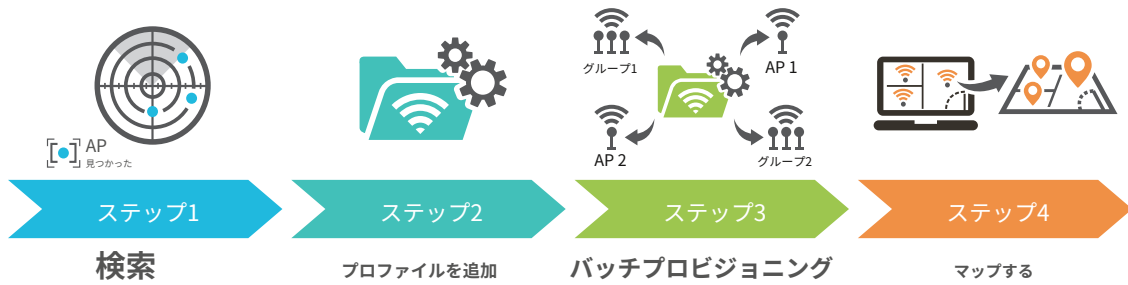 AP
見つかった
グループ1
AP 1
AP 2
グループ2
ステップ1
ステップ2
ステップ3
ステップ4
検索
プロファイルを追加
バッチプロビジョニング
マップする